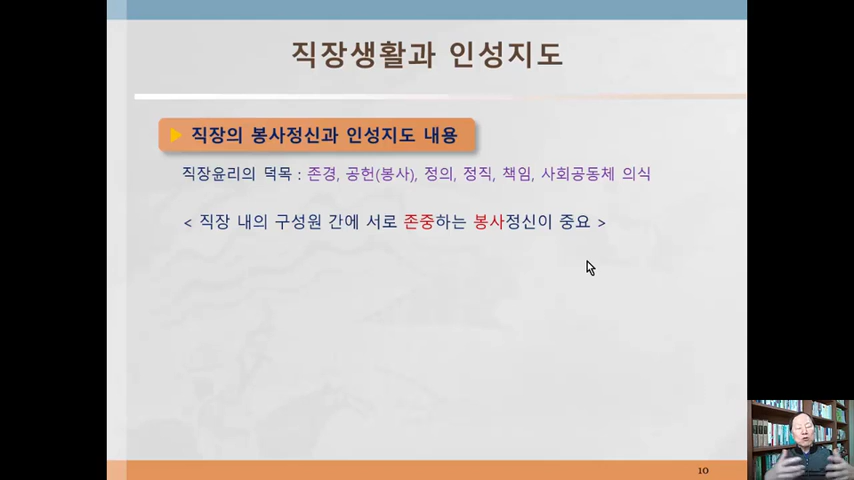 직장생활과 인성지도
직장의 봉사정신과 인성지도 내용
직장윤리의 덕목 : 존경, 공헌(봉사), 정의, 정직, 책임, 사회공동체 의식
< 직장 내의 구성원 간에 서로 존중하는 봉사정신이 중요 >
10